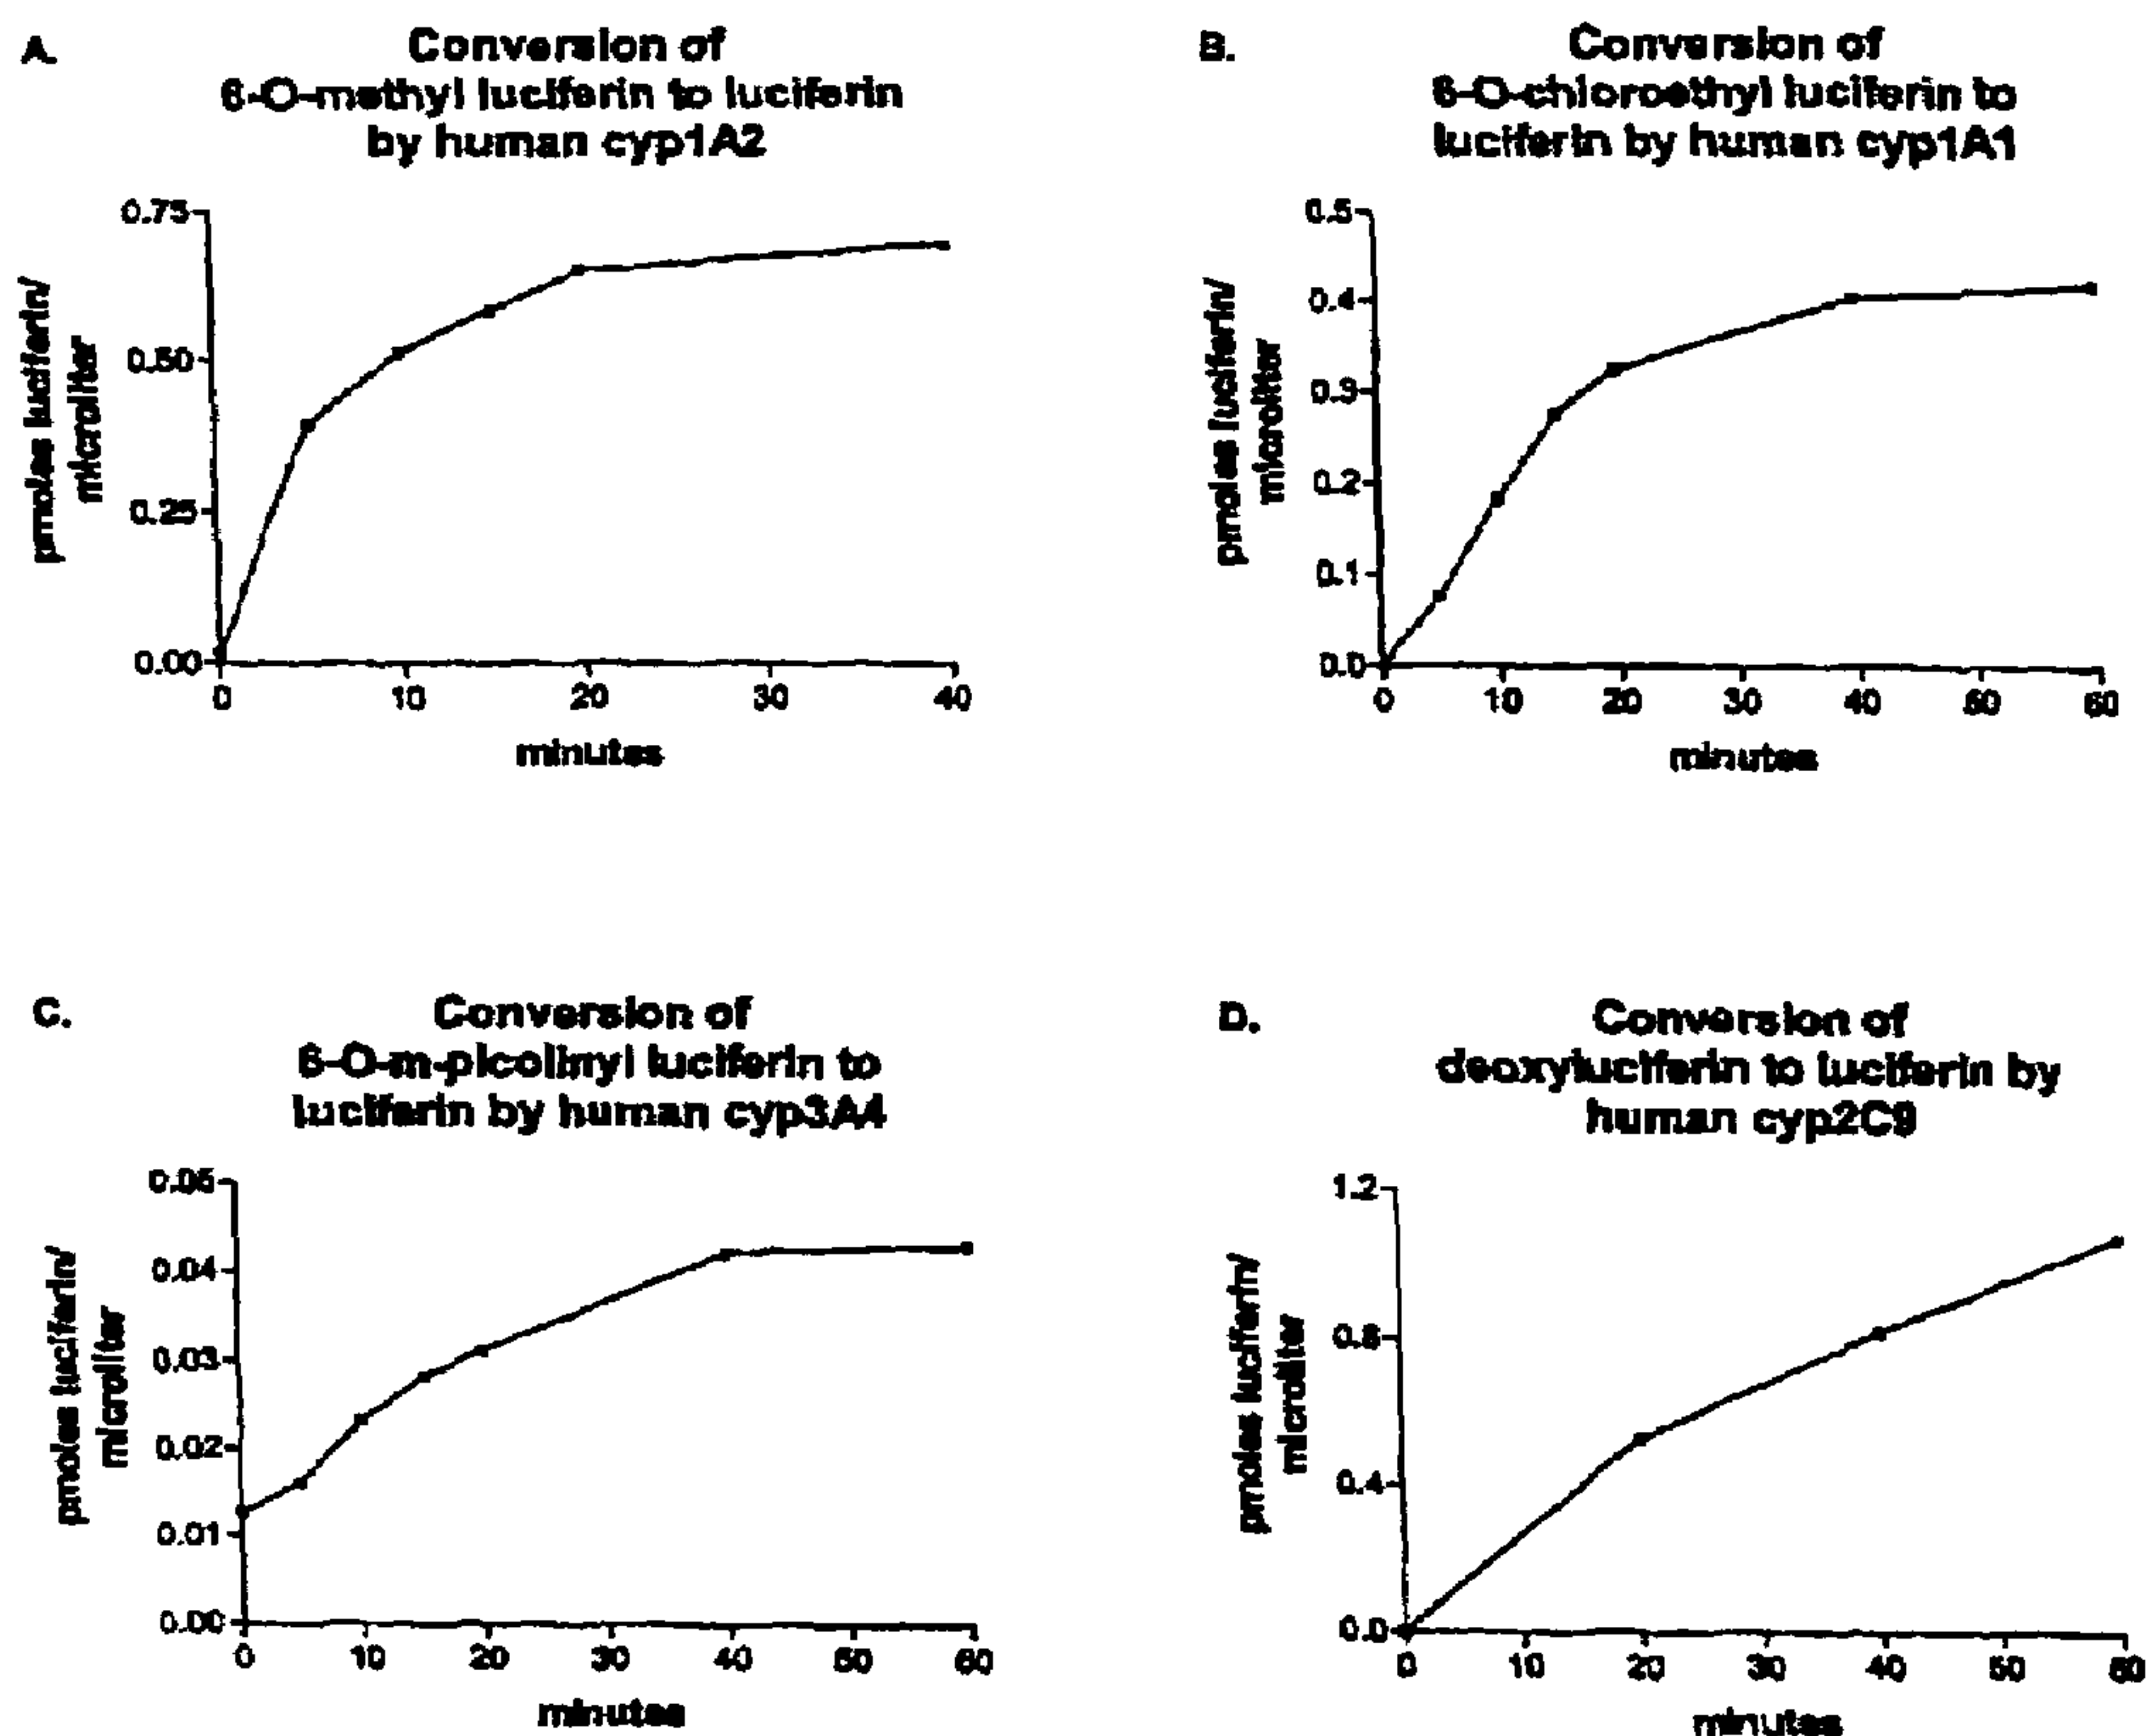 A.
Conversion of
6-O-methyl luciferin to luciferin
by human cyp1A2
pmoles luciferin/
microliter
0.75
0.50
0.25
0.00
0 10 20 30 40
minutes
B.
Conversion of
6-O-chloroethyl luciferin to
luciferin by human cyp1A1
pmoles luciferin/
microliter
0.5
0.4
0.3
0.2
0.1
0.0
0 10 20 30 40 50 60
minutes
C.
Conversion of
6-O-m-picolinyl luciferin to
luciferin by human cyp3A4
pmoles luciferin/
microliter
0.05
0.04
0.03
0.02
0.01
0.00
0 10 20 30 40 50 60
minutes
D.
Conversion of
deoxyluciferin to luciferin by
human cyp2C9
pmoles luciferin/
microliter
1.2
0.8
0.4
0.0
0 10 20 30 40 50 60
minutes